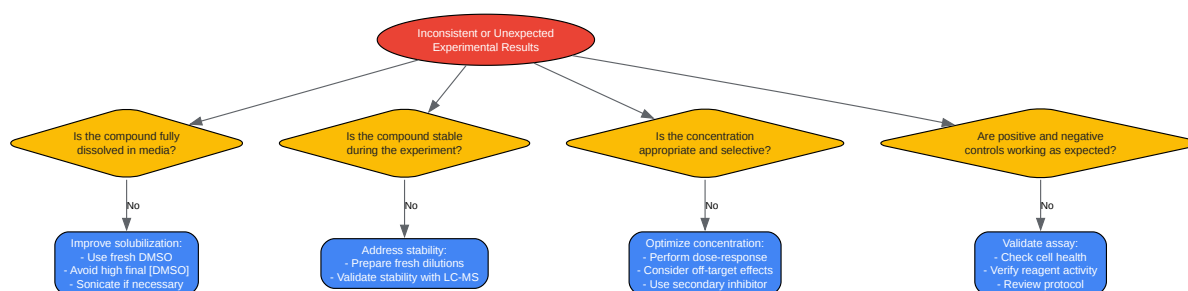 Inconsistent or Unexpected
Experimental Results
Is the compound fully
dissolved in media?
Is the compound stable
during the experiment?
Is the concentration
appropriate and selective?
Are positive and negative
controls working as expected?
No
No
No
No
Improve solubilization:
- Use fresh DMSO
- Avoid high final [DMSO]
- Sonicate if necessary
Address stability:
- Prepare fresh dilutions
- Validate stability with LC-MS
Optimize concentration:
- Perform dose-response
- Consider off-target effects
- Use secondary inhibitor
Validate assay:
- Check cell health
- Verify reagent activity
- Review protocol